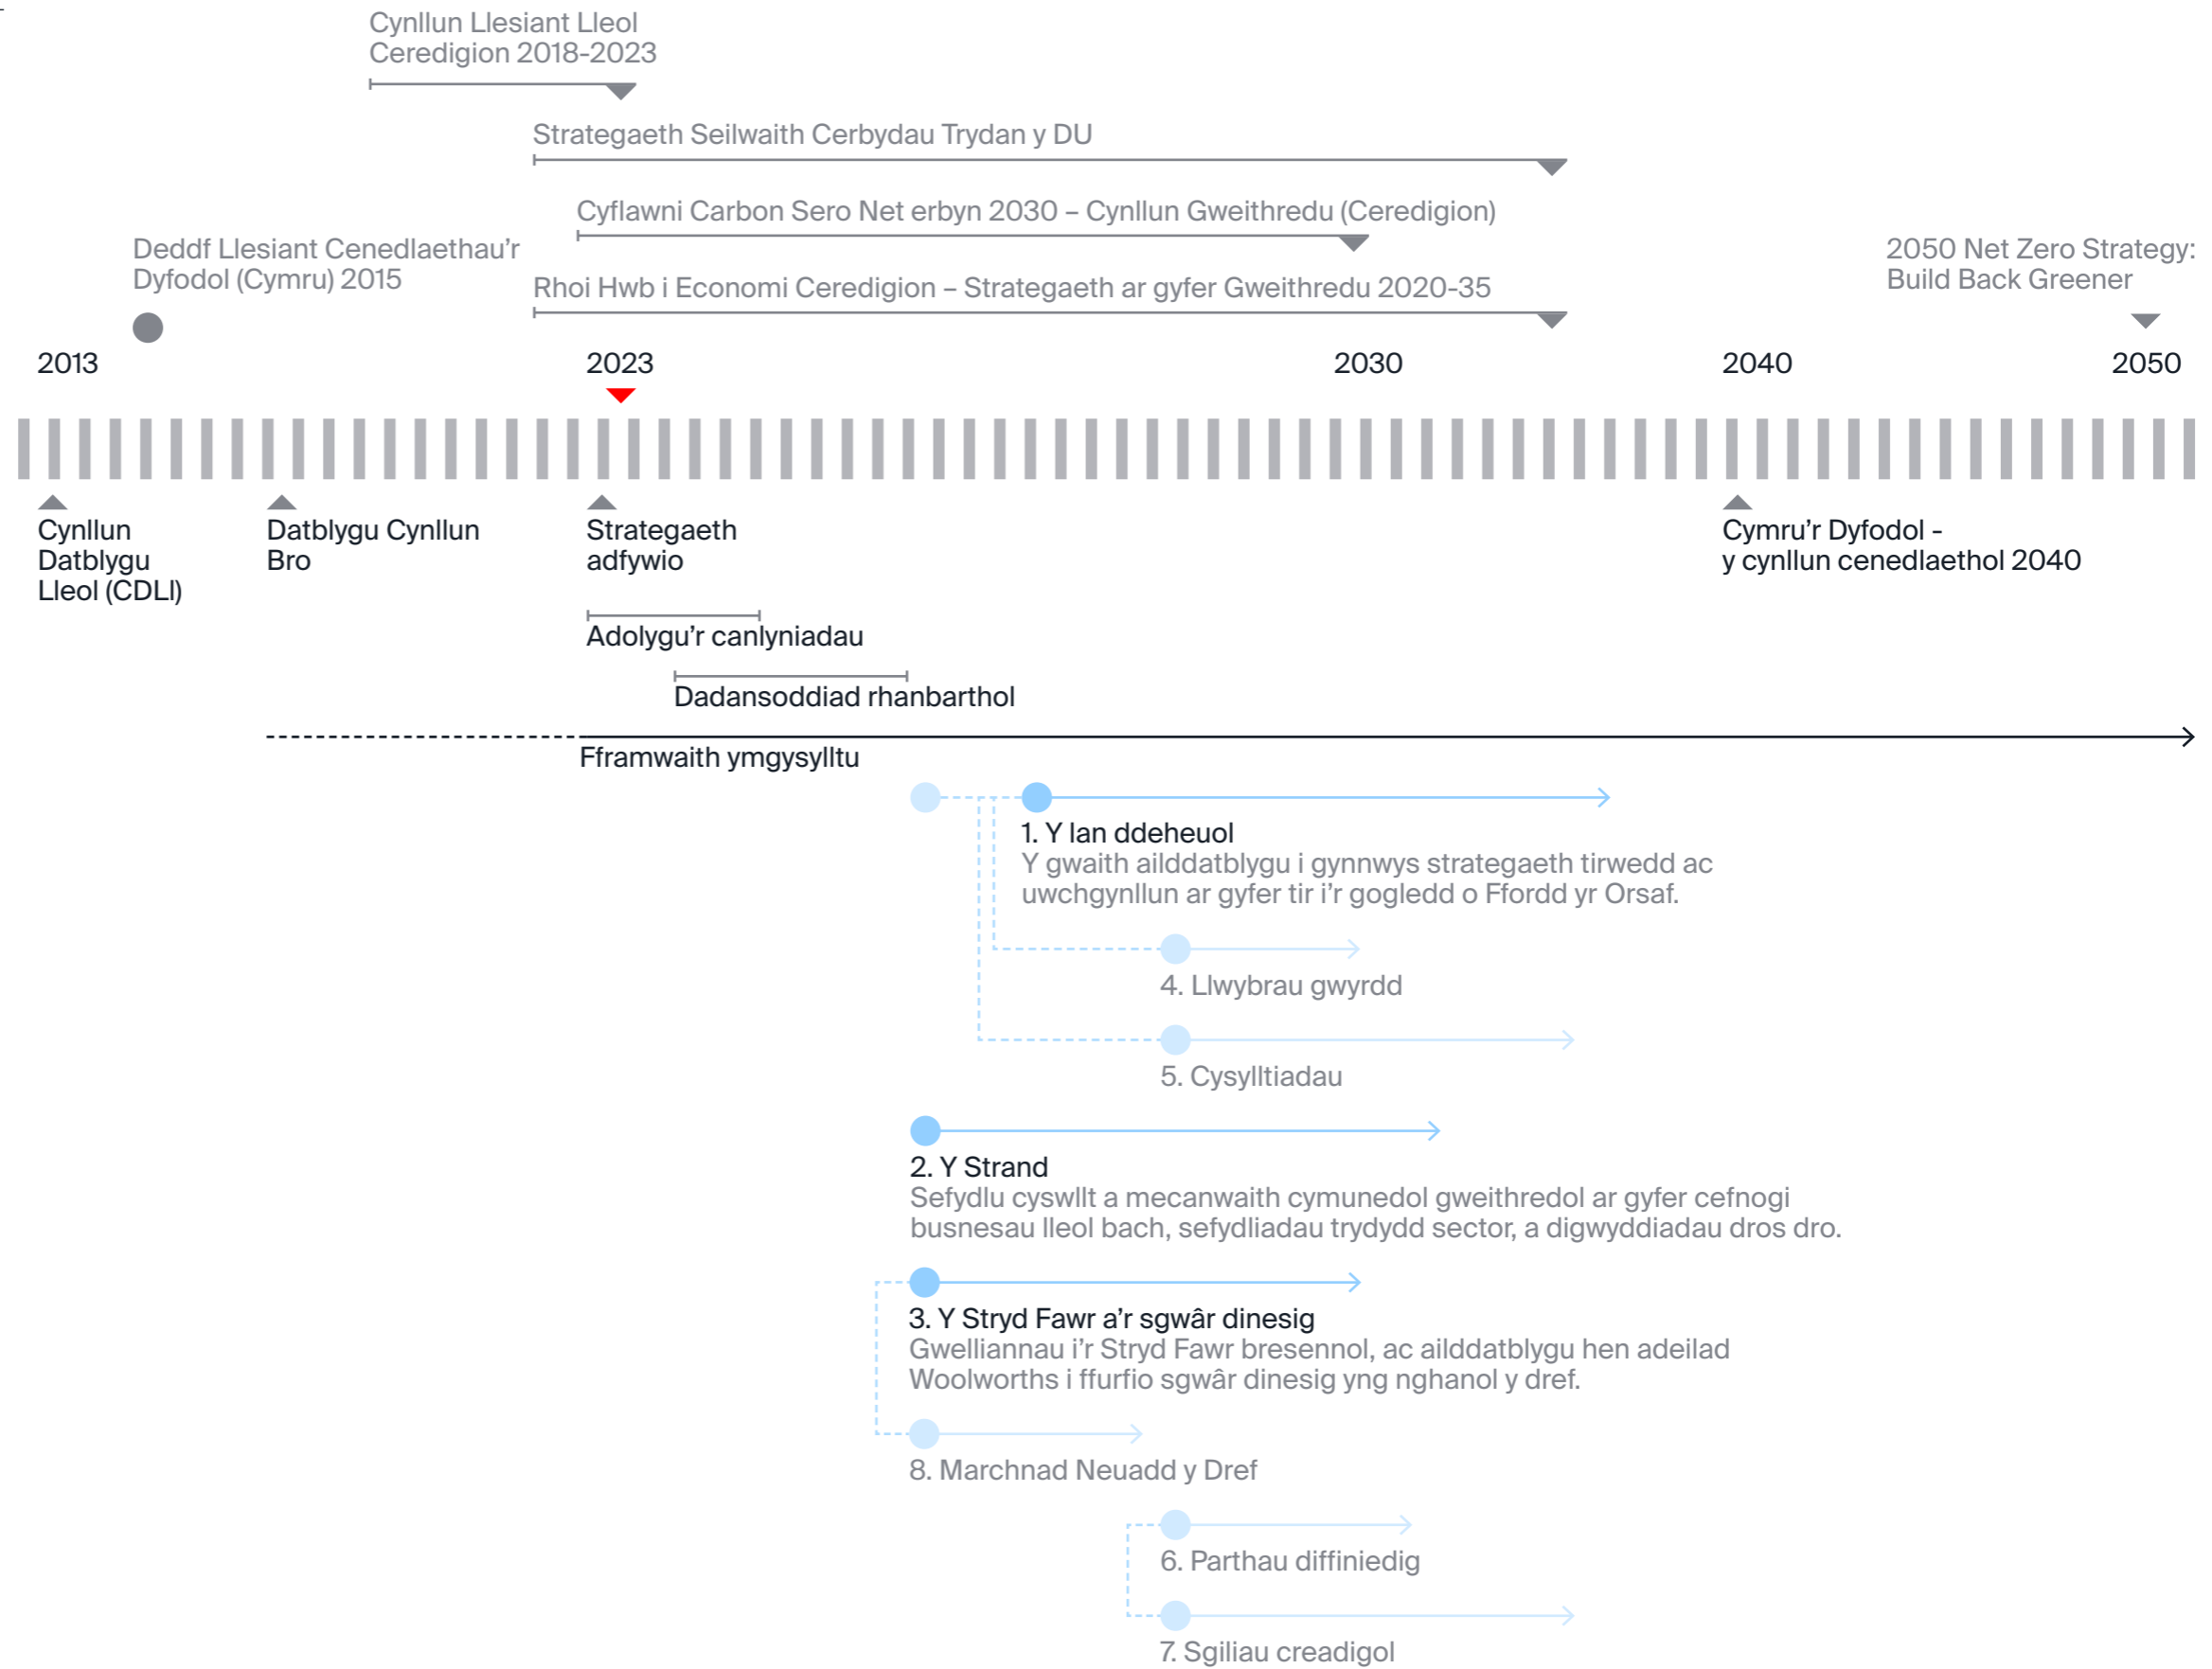 Cynllun Llesiant Lleol
Ceredigion 2018-2023
Strategaeth Seilwaith Cerbydau Trydan y DU
Cyflawni Carbon Sero Net erbyn 2030 – Cynllun Gweithredu (Ceredigion)
Deddf Llesiant Cenedlaethau’r
Dyfodol (Cymru) 2015
Rhoi Hwb i Economi Ceredigion – Strategaeth ar gyfer Gweithredu 2020-35
2050 Net Zero Strategy:
Build Back Greener
2013
2023
2030
2040
2050
Cynllun
Datblygu
Lleol (CDLl)
Datblygu Cynllun
Bro
Strategaeth
adfywio
Cymru’r Dyfodol -
y cynllun cenedlaethol 2040
Adolygu’r canlyniadau
Dadansoddiad rhanbarthol
Fframwaith ymgysylltu
1. Y lan ddeheuol
Y gwaith ailddatblygu i gynnwys strategaeth tirwedd ac
uwchgynllun ar gyfer tir i’r gogledd o Ffordd yr Orsaf.
4. Llwybrau gwyrdd
5. Cysylltiadau
2. Y Strand
Sefydlu cyswllt a mecanwaith cymunedol gweithredol ar gyfer cefnogi
busnesau lleol bach, sefydliadau trydydd sector, a digwyddiadau dros dro.
3. Y Stryd Fawr a’r sgwâr dinesig
Gwelliannau i’r Stryd Fawr bresennol, ac ailddatblygu hen adeilad
Woolworths i ffurfio sgwâr dinesig yng nghanol y dref.
8. Marchnad Neuadd y Dref
6. Parthau diffiniedig
7. Sgiliau creadigol